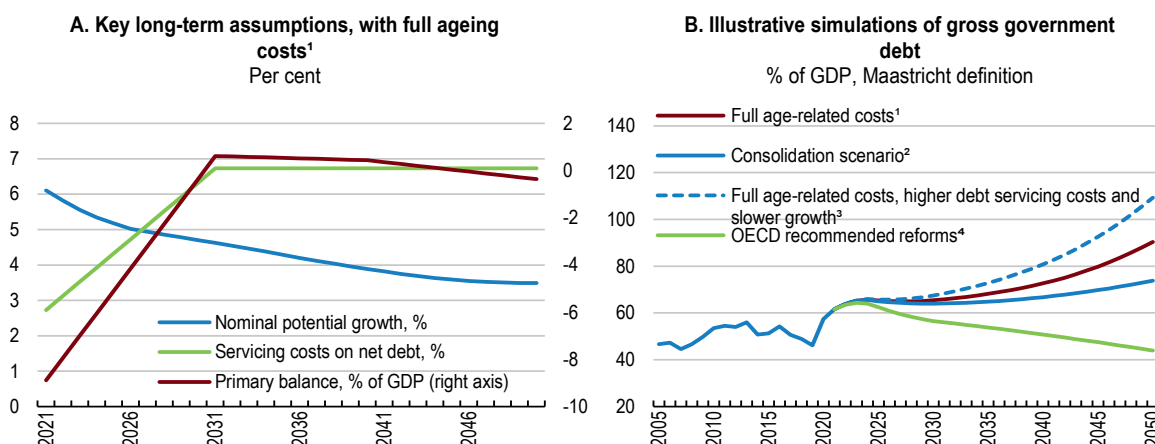 A. Key long-term assumptions, with full ageing
costs¹
Per cent
8
7
6
5
4
3
2
1
0
2
0
-2
-4
-6
-8
-10
Nominal potential growth, %
Servicing costs on net debt, %
Primary balance, % of GDP (right axis)
2021
2026
2031
2036
2041
2046
B. Illustrative simulations of gross government
debt
% of GDP, Maastricht definition
140
120
100
80
60
40
20
Full age-related costs¹
Consolidation scenario²
Full age-related costs, higher debt servicing costs and
slower growth³
OECD recommended reforms⁴
2005
2010
2015
2020
2025
2030
2035
2040
2045
2050